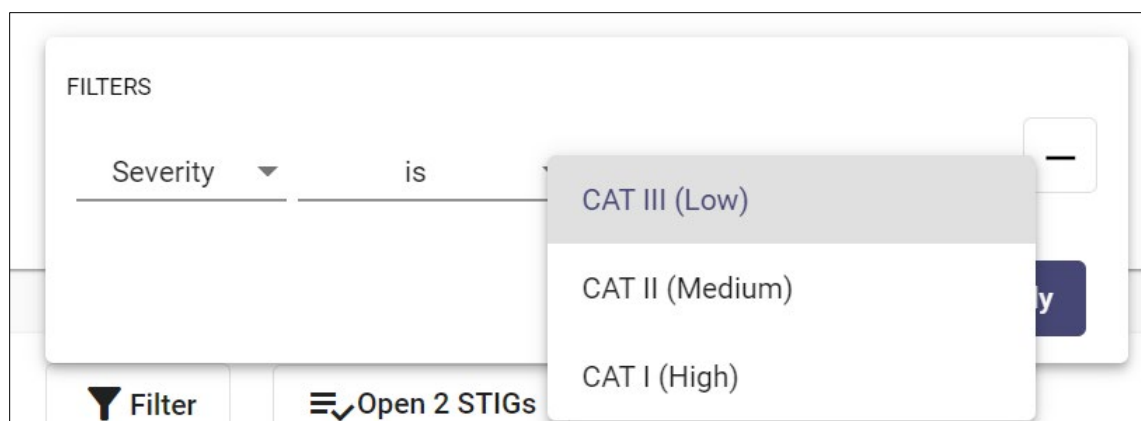 FILTERS
Severity
is
CAT III (Low)
CAT II (Medium)
CAT I (High)
Filter
Open 2 STIGs